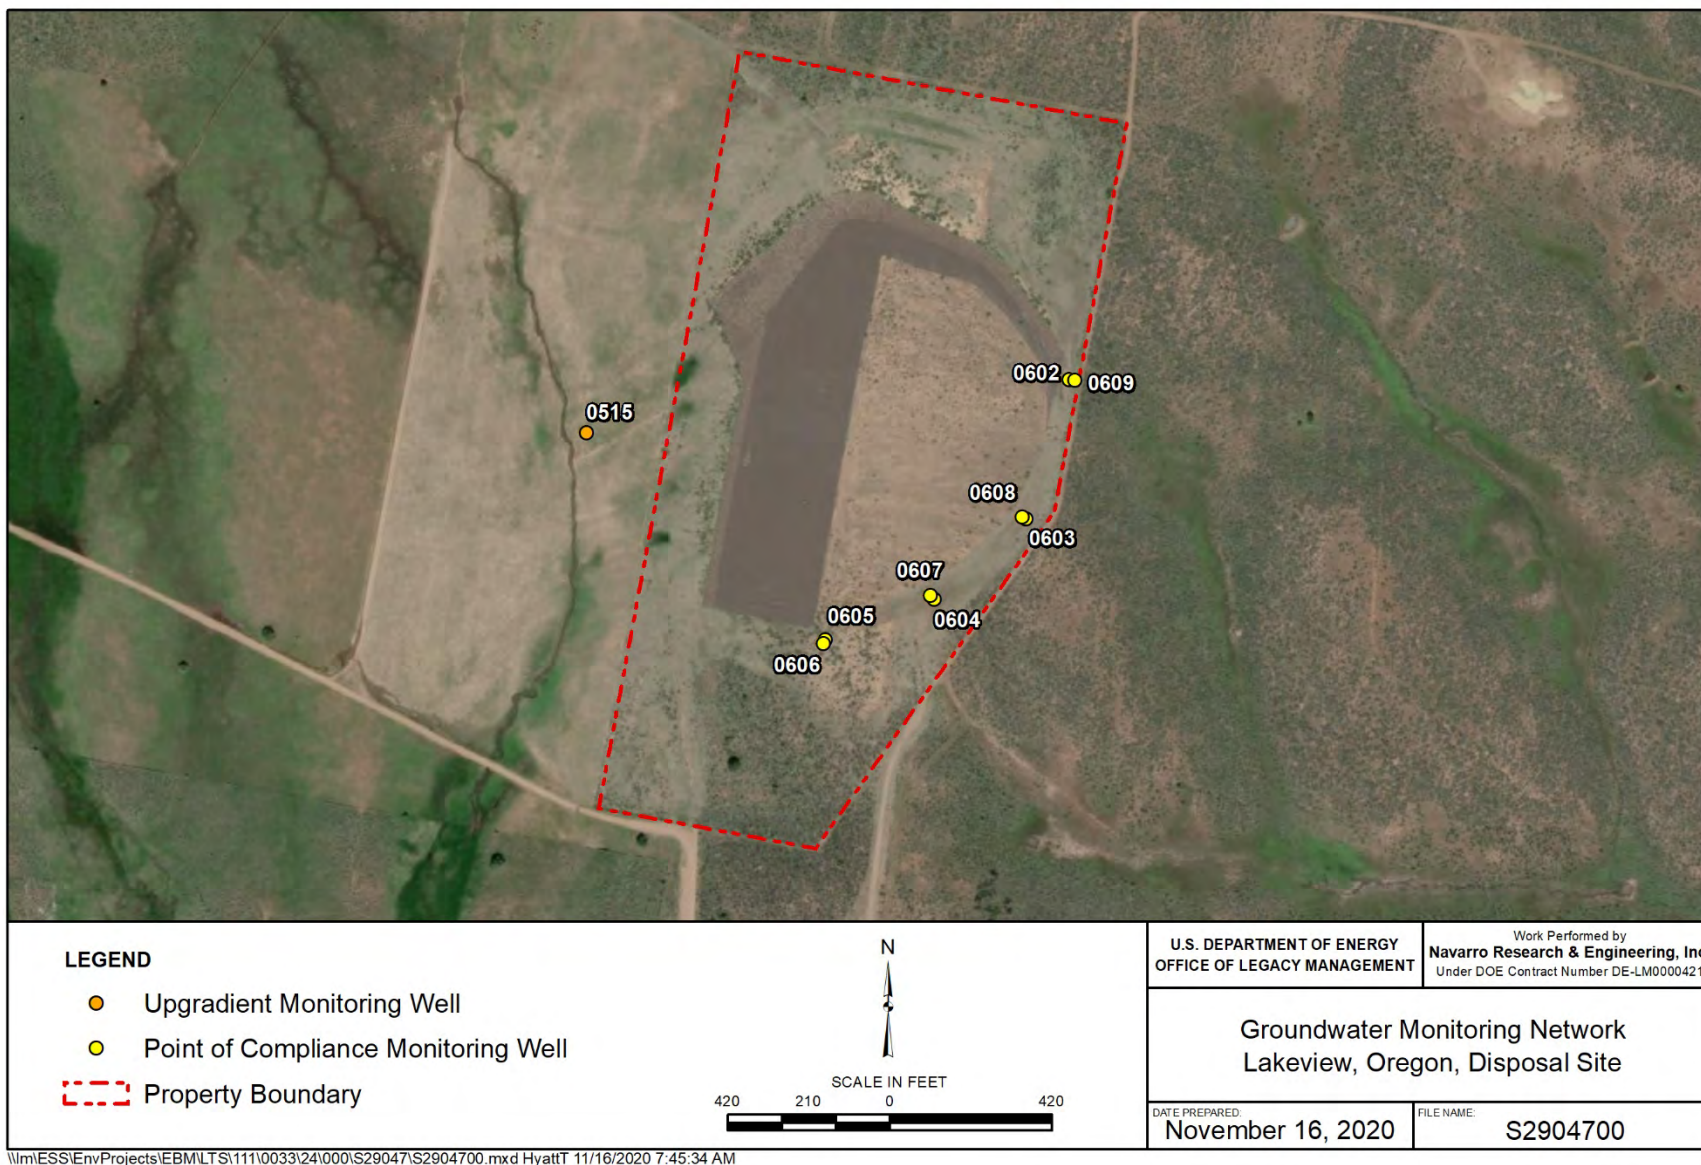 0602
0609
0515
0608
0603
0607
0604
0605
0606
LEGEND
Upgradient Monitoring Well
Point of Compliance Monitoring Well
Property Boundary
N
SCALE IN FEET
420 210 0 420
U.S. DEPARTMENT OF ENERGY
OFFICE OF LEGACY MANAGEMENT
Work Performed by
Navarro Research & Engineering, Inc
Under DOE Contract Number DE-LM0000421
Groundwater Monitoring Network
Lakeview, Oregon, Disposal Site
DATE PREPARED:
November 16, 2020
FILE NAME:
S2904700
\\lm\ESS\EnvProjects\EBM\LTS\111\0033\24\000\S29047\S2904700.mxd HyattT 11/16/2020 7:45:34 AM